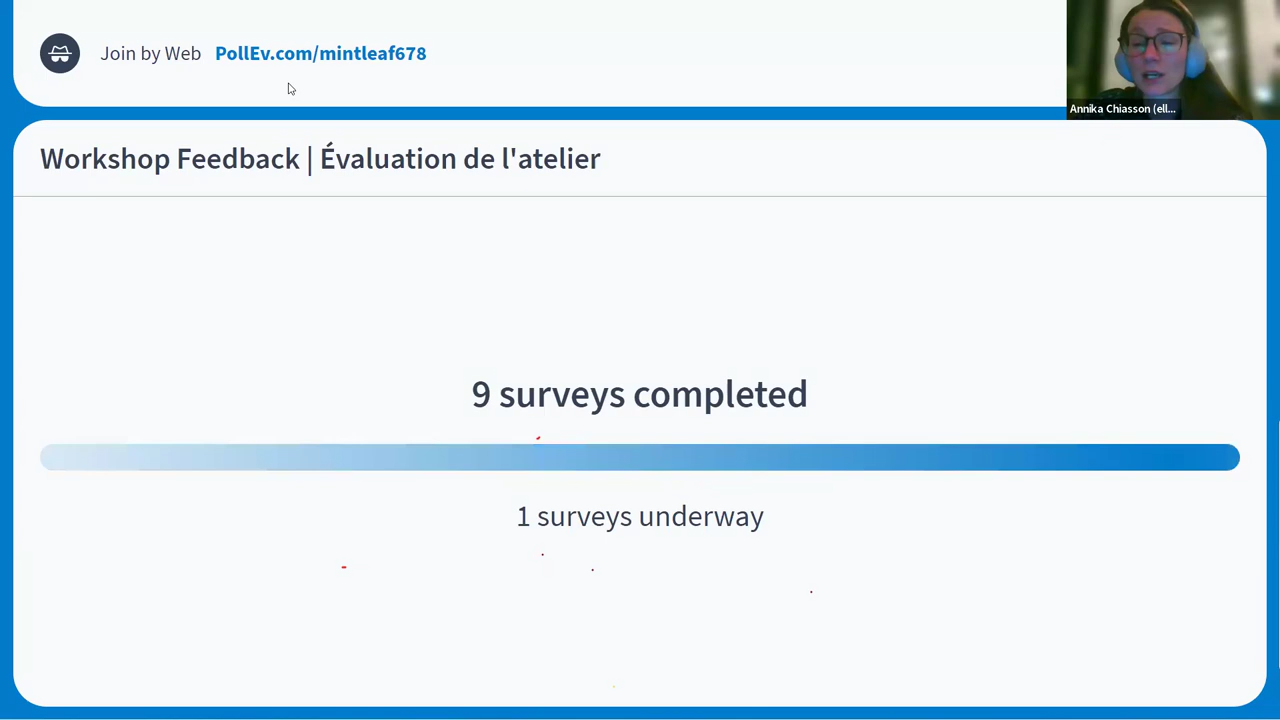 Join by Web PollEv.com/mintleaf678
Annika Chiasson (ell...
Workshop Feedback | Évaluation de l'atelier
9 surveys completed
1 surveys underway